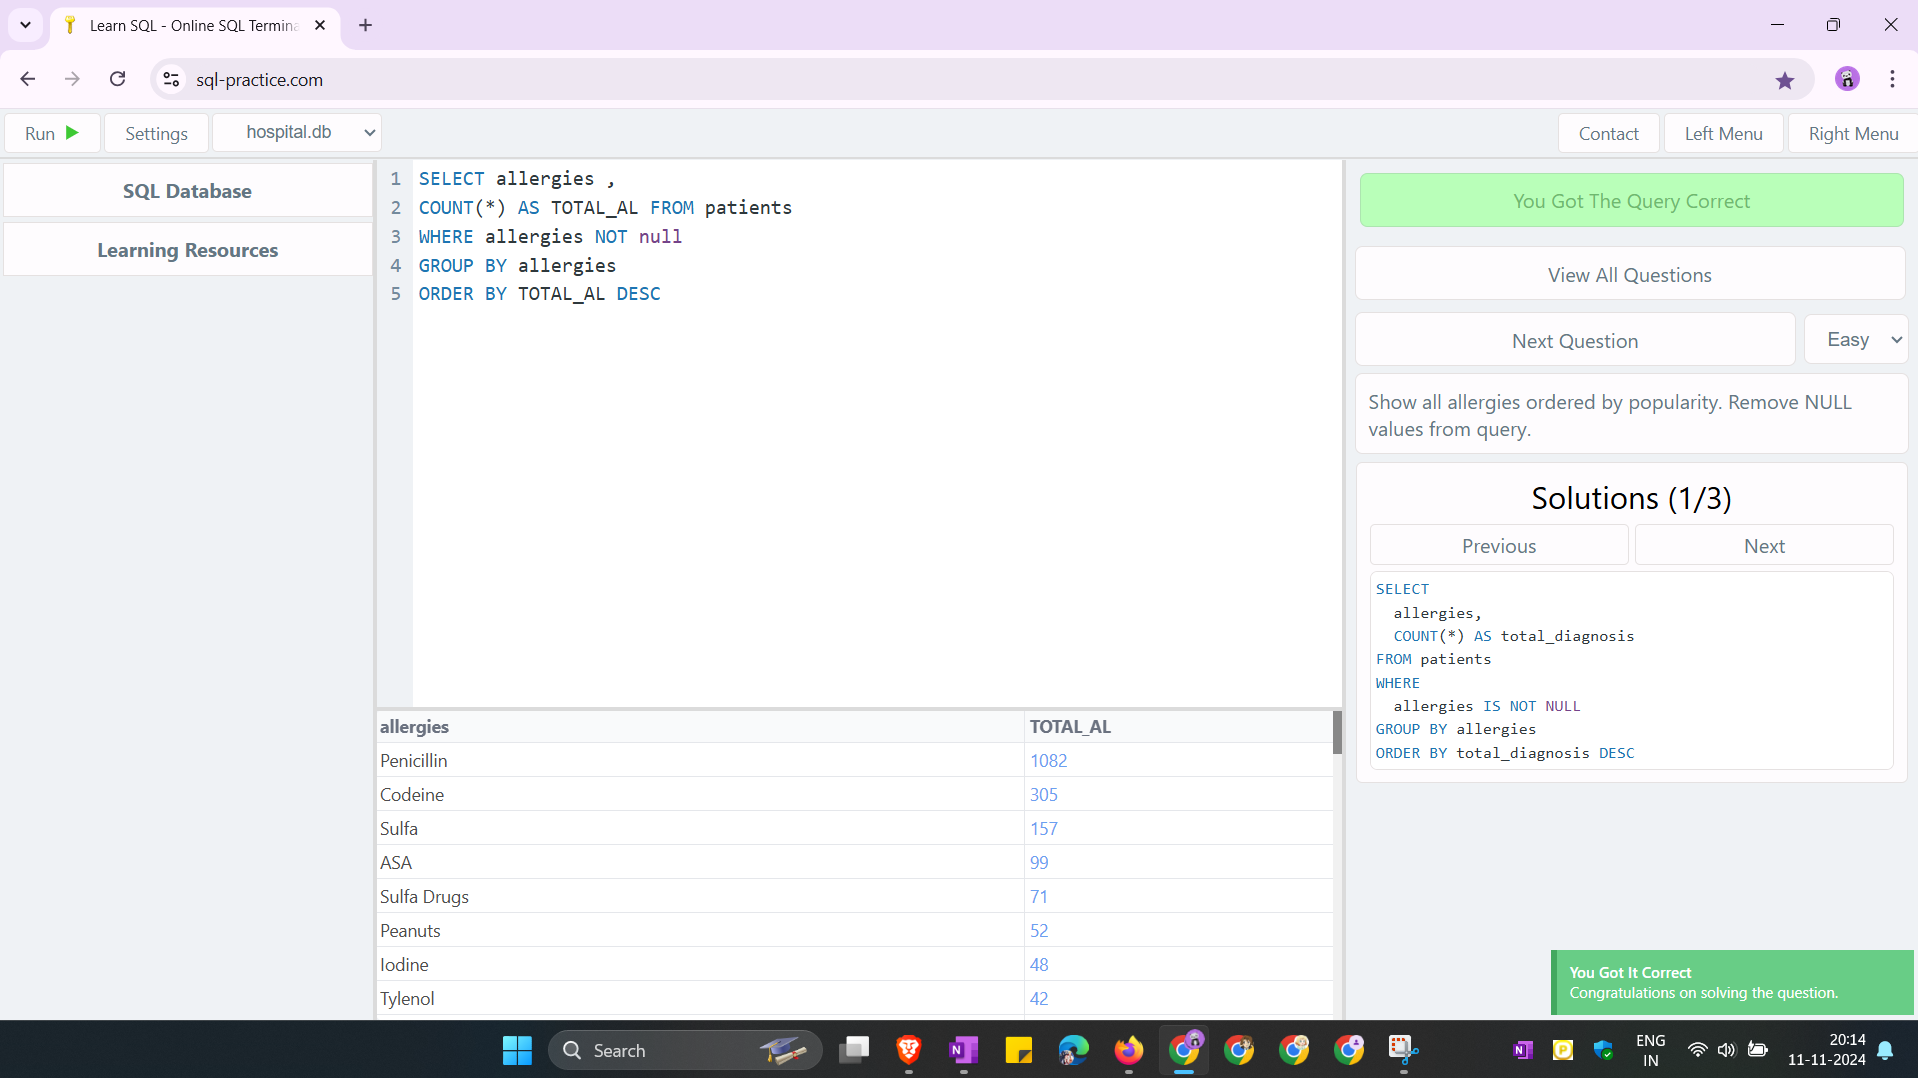 Learn SQL - Online SQL Termina
sql-practice.com
Run
Settings
hospital.db
Contact
Left Menu
Right Menu
SQL Database
Learning Resources
1 SELECT allergies ,
2 COUNT(*) AS TOTAL_AL FROM patients
3 WHERE allergies NOT null
4 GROUP BY allergies
5 ORDER BY TOTAL_AL DESC
allergies TOTAL_AL
Penicillin 1082
Codeine 305
Sulfa 157
ASA 99
Sulfa Drugs 71
Peanuts 52
Iodine 48
Tylenol 42
You Got The Query Correct
View All Questions
Next Question
Easy
Show all allergies ordered by popularity. Remove NULL
values from query.
Solutions (1/3)
Previous
Next
SELECT
allergies,
COUNT(*) AS total_diagnosis
FROM patients
WHERE
allergies IS NOT NULL
GROUP BY allergies
ORDER BY total_diagnosis DESC
You Got It Correct
Congratulations on solving the question.
Search
ENG
IN
20:14
11-11-2024